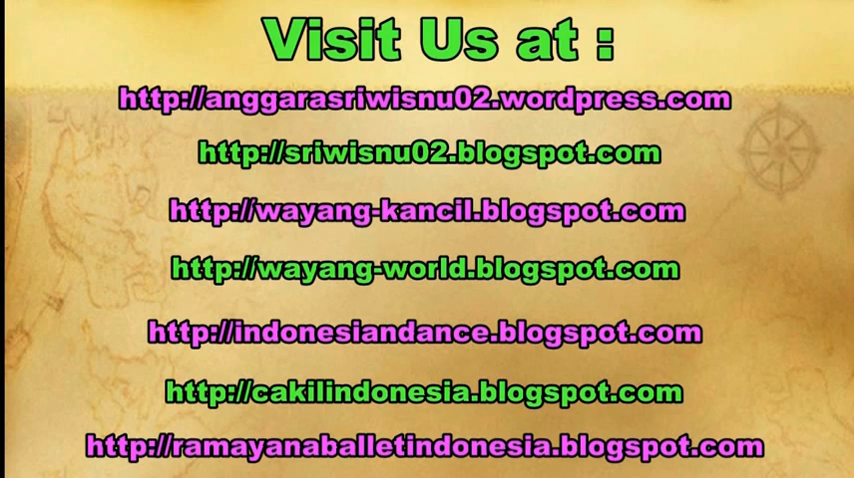 Visit Us at :
http://anggarasriwisnu02.wordpress.com
http://sriwisnu02.blogspot.com
http://wayang-kancil.blogspot.com
http://wayang-world.blogspot.com
http://indonesiandance.blogspot.com
http://cakilindonesia.blogspot.com
http://ramayanaballetindonesia.blogspot.com